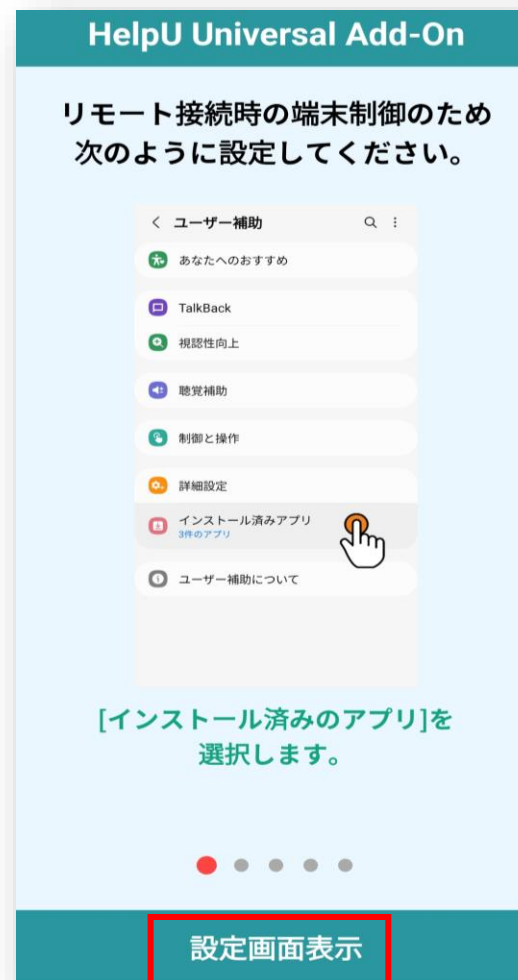 HelpU Universal Add-On
リモート接続時の端末制御のため
次のように設定してください。
ユーザー補助
あなたへのおすすめ
TalkBack
視認性向上
聴覚補助
制御と操作
詳細設定
インストール済みアプリ
3件のアプリ
ユーザー補助について
[インストール済みのアプリ]を
選択します。
設定画面表示